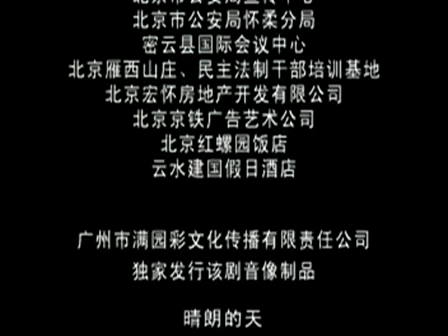 北京市公安局怀柔分局
密云县国际会议中心
北京雁西山庄、民主法制干部培训基地
北京宏怀房地产开发有限公司
北京京铁广告艺术公司
北京红螺园饭店
云水建国假日酒店
广州市满园彩文化传播有限责任公司
独家发行该剧音像制品
晴朗的天